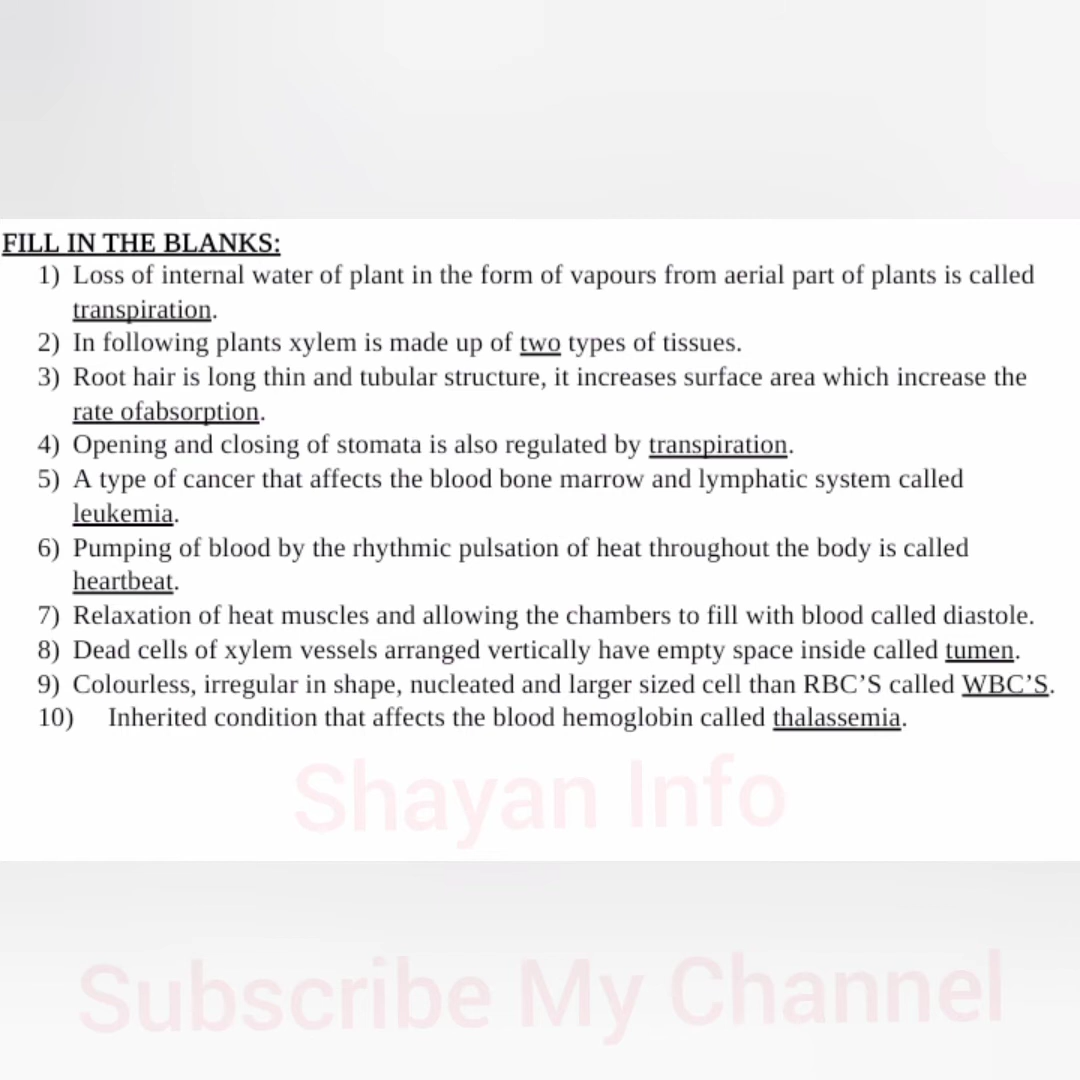 FILL IN THE BLANKS:
1) Loss of internal water of plant in the form of vapours from aerial part of plants is called
transpiration.
2) In following plants xylem is made up of two types of tissues.
3) Root hair is long thin and tubular structure, it increases surface area which increase the
rate ofabsorption.
4) Opening and closing of stomata is also regulated by transpiration.
5) A type of cancer that affects the blood bone marrow and lymphatic system called
leukemia.
6) Pumping of blood by the rhythmic pulsation of heat throughout the body is called
heartbeat.
7) Relaxation of heat muscles and allowing the chambers to fill with blood called diastole.
8) Dead cells of xylem vessels arranged vertically have empty space inside called tumen.
9) Colourless, irregular in shape, nucleated and larger sized cell than RBC’S called WBC’S.
10) Inherited condition that affects the blood hemoglobin called thalassemia.
Shayan Info
Subscribe My Channel